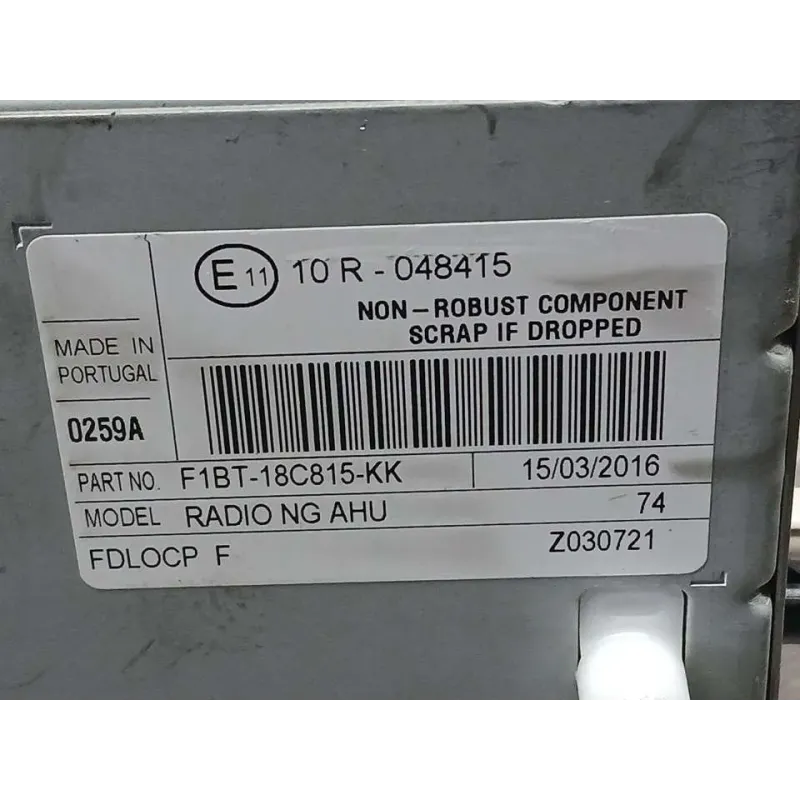 E 11 10 R - 048415
NON - ROBUST COMPONENT
SCRAP IF DROPPED
MADE IN
PORTUGAL
0259A
PART NO. F1BT-18C815-KK 15/03/2016
MODEL RADIO NG AHU 74
FDLOCP F Z030721